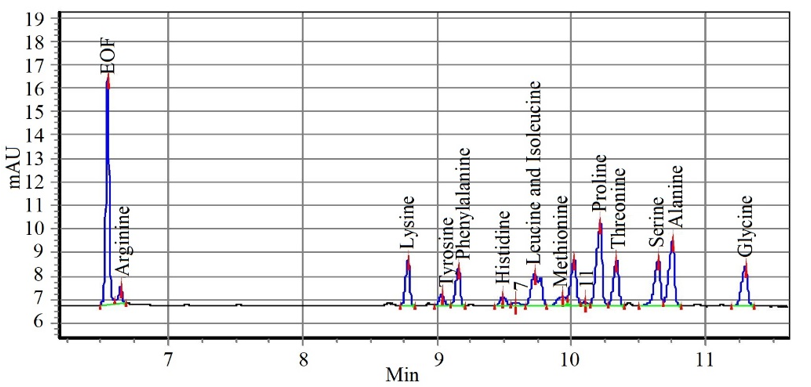 19
18
17
16
15
14
13
12
11
10
9
8
7
6
mAU
EOF
Arginine
Lysine
Tyrosine
Phenylalanine
Histidine
7
Leucine and Isoleucine
Methionine
11
Proline
Threonine
Serine
Alanine
Glycine
7 8 9 10 11
Min